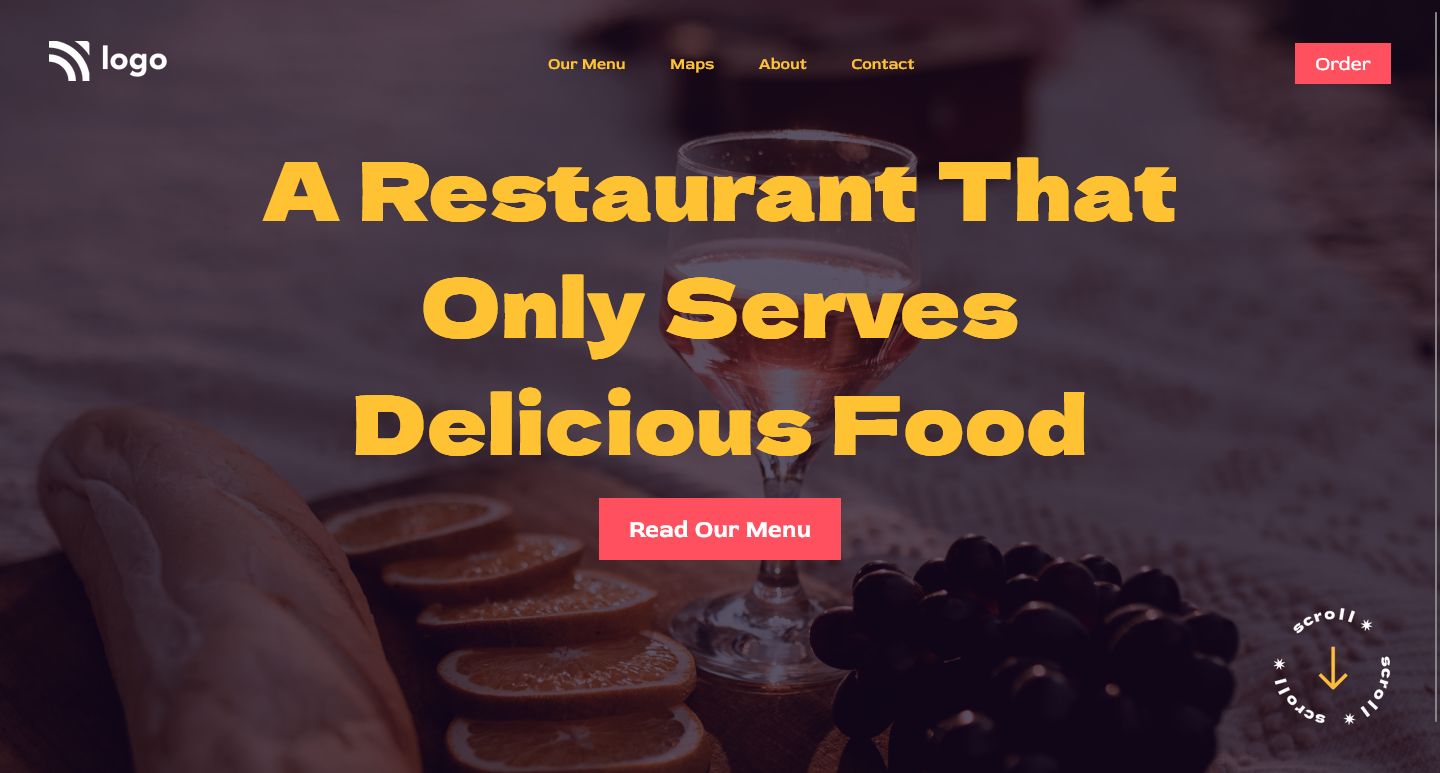 logo
Our Menu Maps About Contact
Order
A Restaurant That
Only Serves
Delicious Food
Read Our Menu
scroll ✷ scroll ✷ scroll ✷